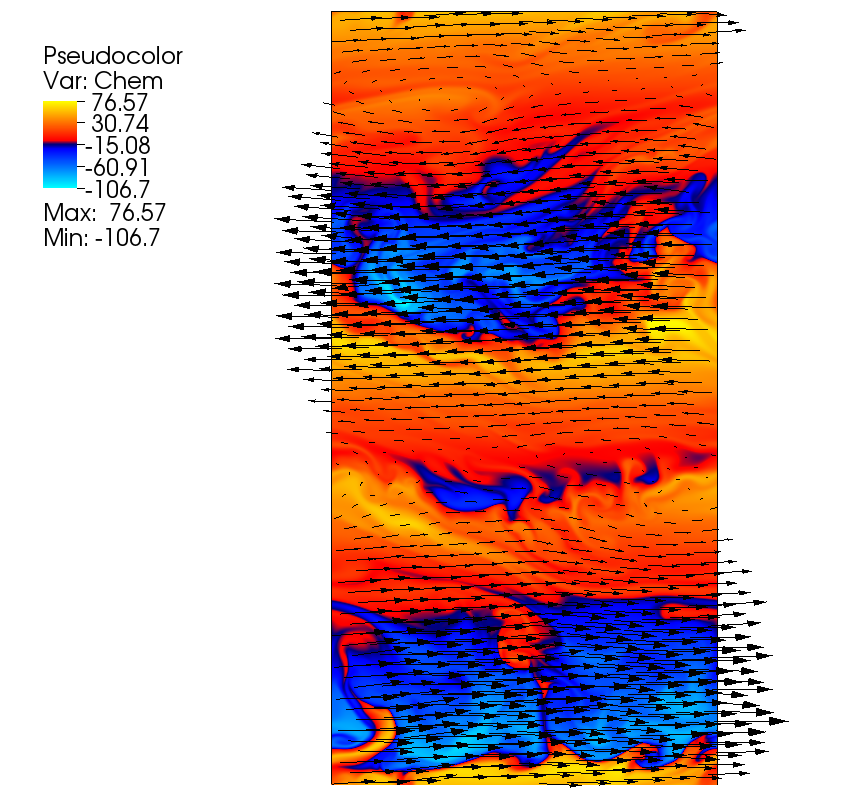 Pseudocolor
Var: Chem
76.57
30.74
-15.08
-60.91
-106.7
Max: 76.57
Min: -106.7